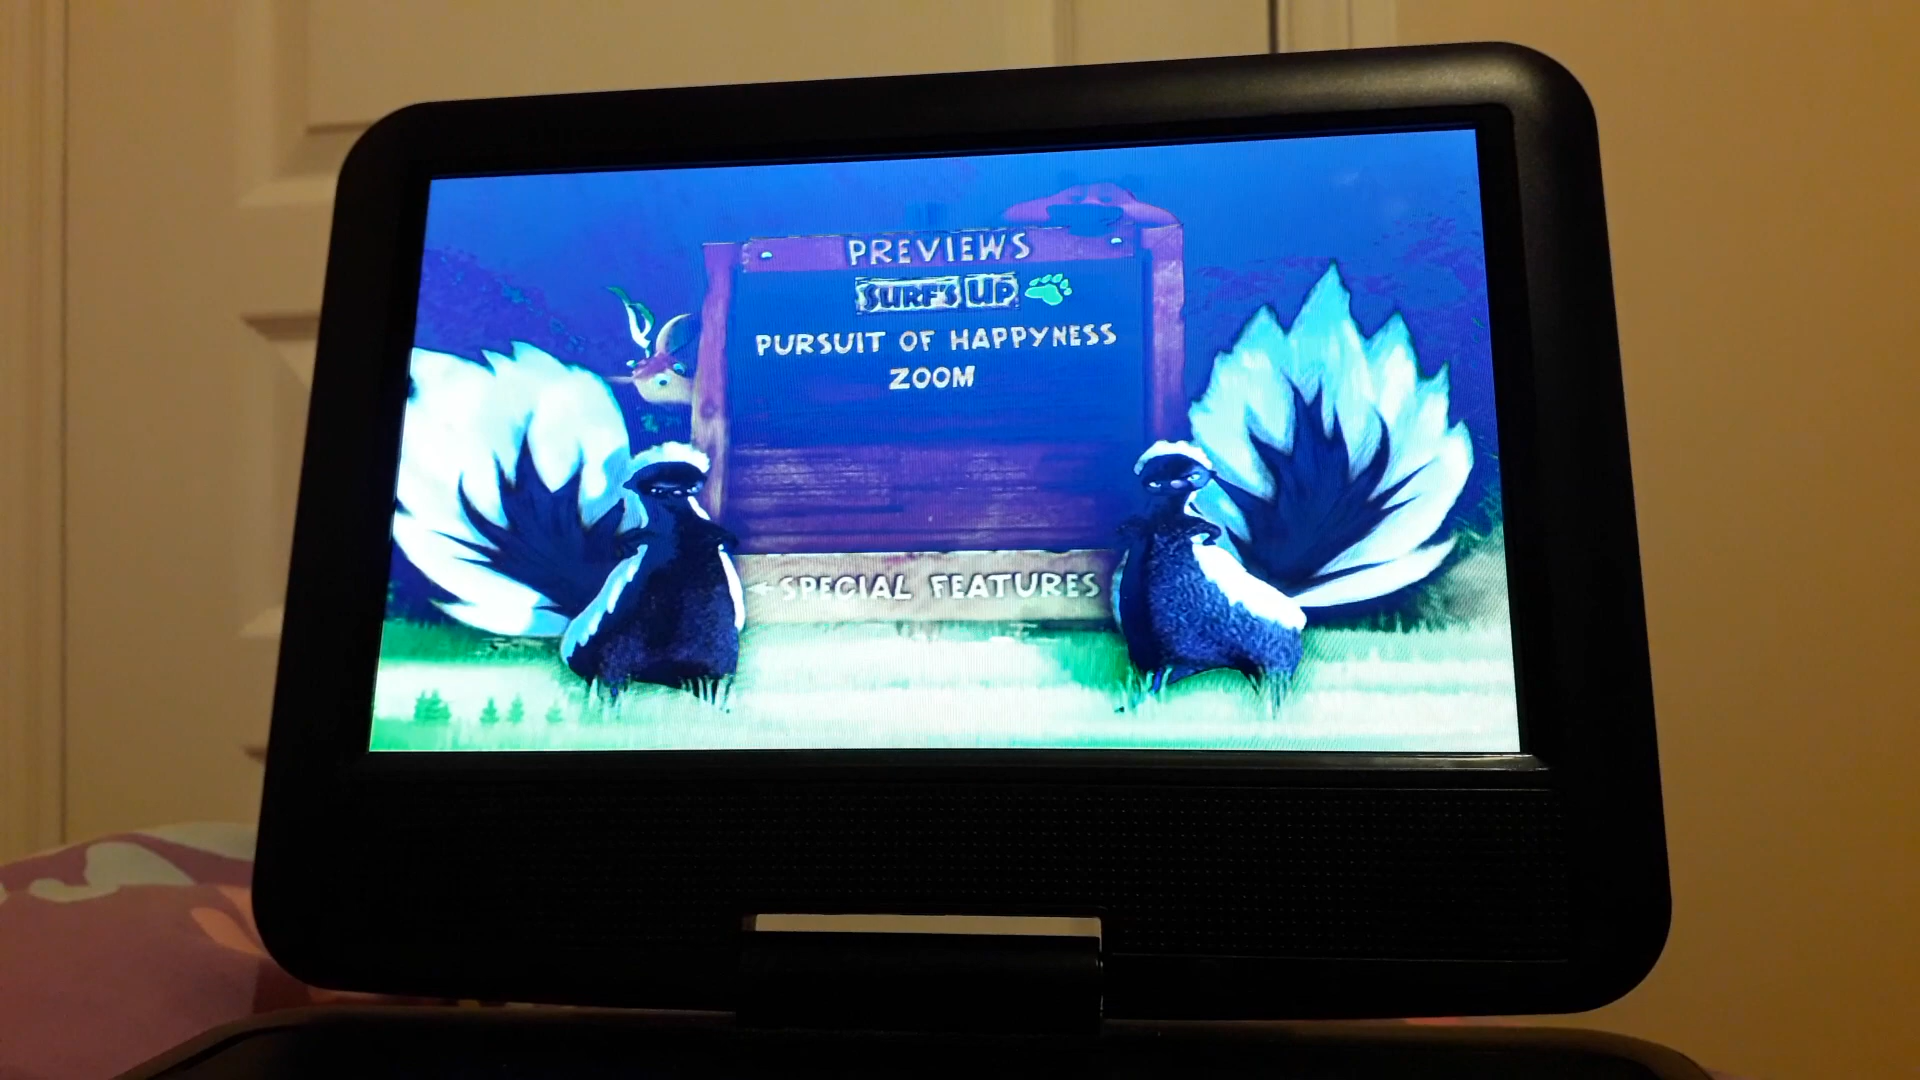 PREVIEWS
SURF'S UP
PURSUIT OF HAPPYNESS
ZOOM
SPECIAL FEATURES